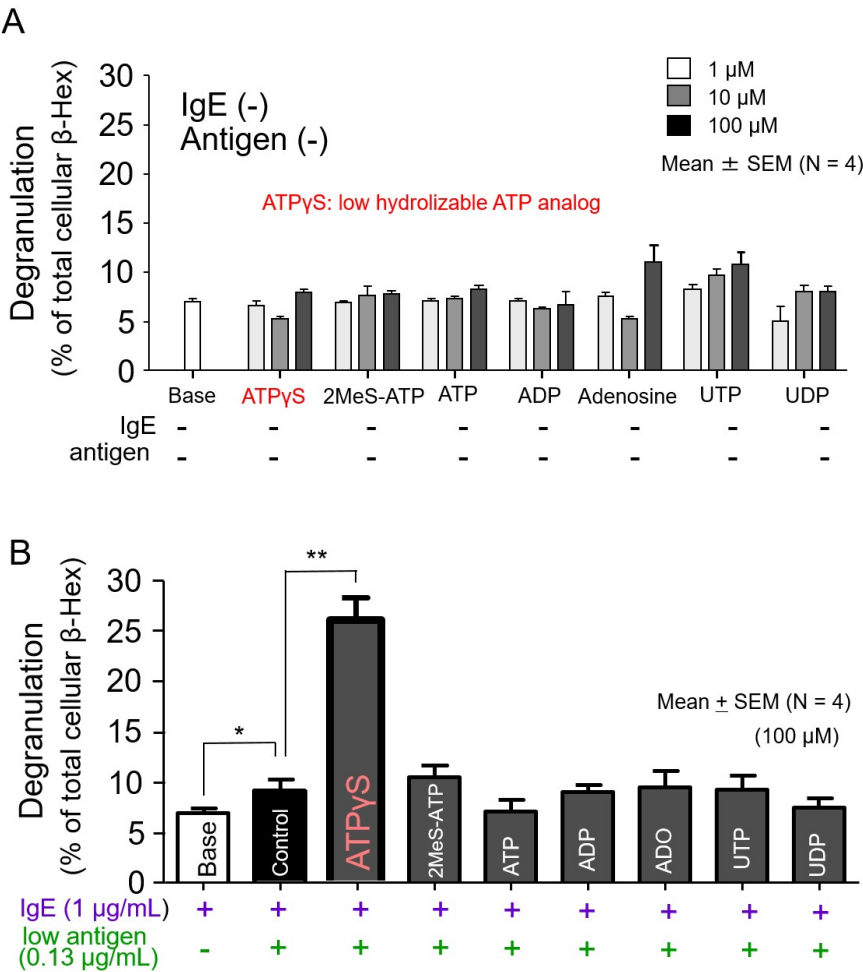 A
Degranulation
(% of total cellular β-Hex)
30
25
20
15
10
5
0
IgE (-)
Antigen (-)
1 µM
10 µM
100 µM
Mean ± SEM (N = 4)
ATPγS: low hydrolizable ATP analog
Base ATPγS 2MeS-ATP ATP ADP Adenosine UTP UDP
IgE - - - - - - - -
antigen - - - - - - - -
B
Degranulation
(% of total cellular β-Hex)
30
25
20
15
10
5
0
*
**
Mean ± SEM (N = 4)
(100 µM)
Base Control ATPγS 2MeS-ATP ATP ADP ADO UTP UDP
IgE (1 µg/mL) + + + + + + + + +
low antigen
(0.13 µg/mL) - + + + + + + + +